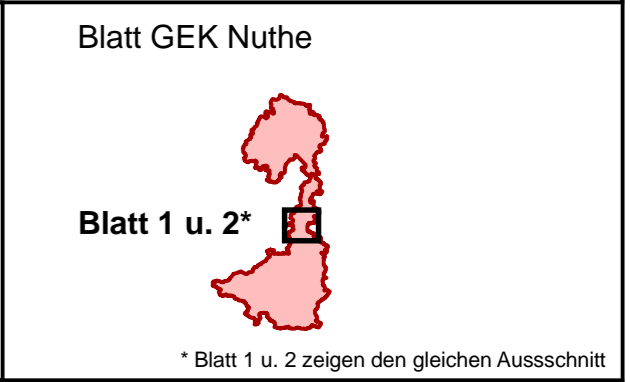 Blatt GEK Nuthe
Blatt 1 u. 2*
* Blatt 1 u. 2 zeigen den gleichen Aussschnitt